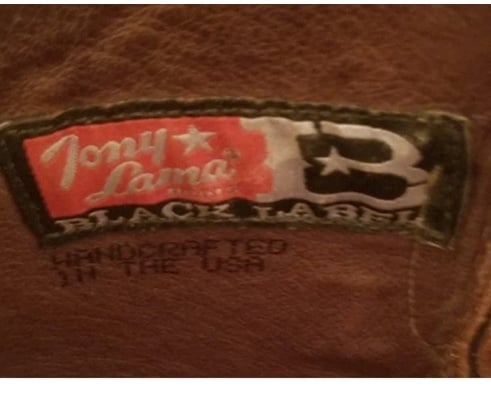 Tony
Lama
B
BLACK LABEL
HANDCRAFTED
IN THE USA